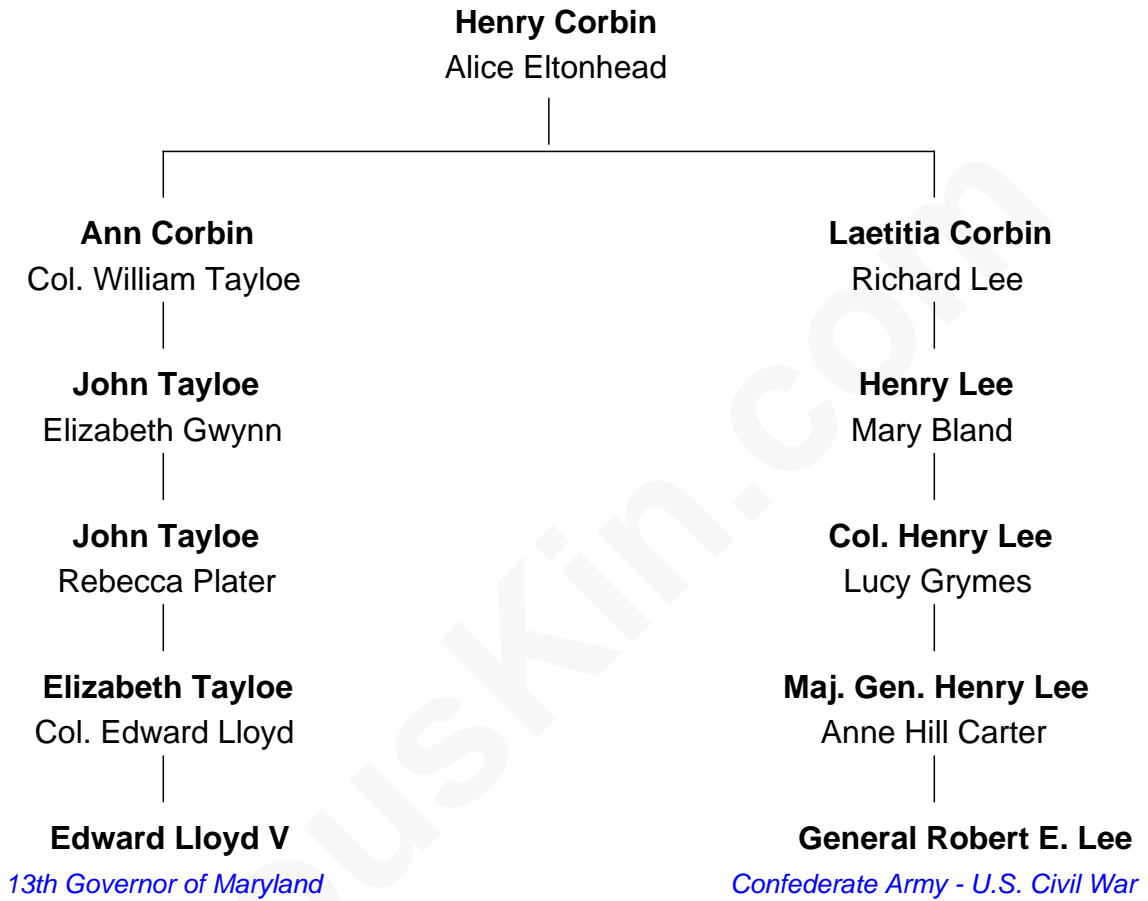 Henry Corbin
Alice Eltonhead
Ann Corbin
Col. William Tayloe
Laetitia Corbin
Richard Lee
John Tayloe
Elizabeth Gwynn
Henry Lee
Mary Bland
John Tayloe
Rebecca Plater
Col. Henry Lee
Lucy Grymes
Elizabeth Tayloe
Col. Edward Lloyd
Maj. Gen. Henry Lee
Anne Hill Carter
Edward Lloyd V
13th Governor of Maryland
General Robert E. Lee
Confederate Army - U.S. Civil War
ousKin.com